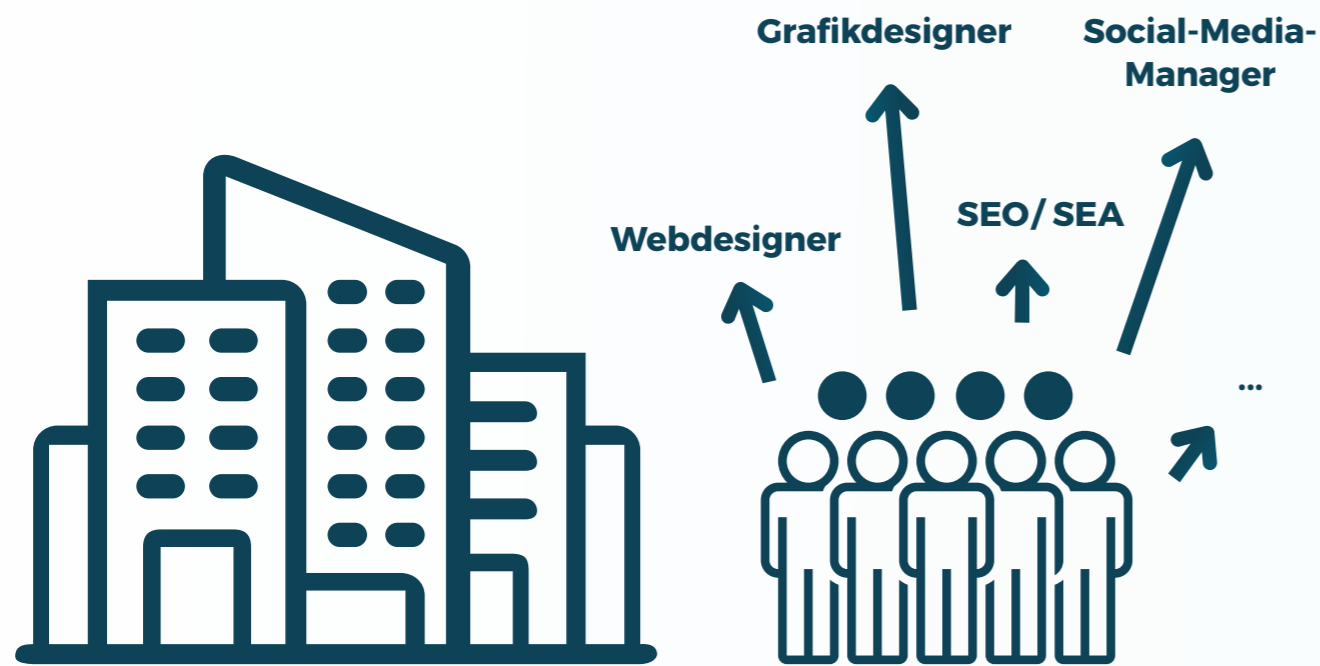 Grafikdesigner
Social-Media-
Manager
SEO/ SEA
Webdesigner
...